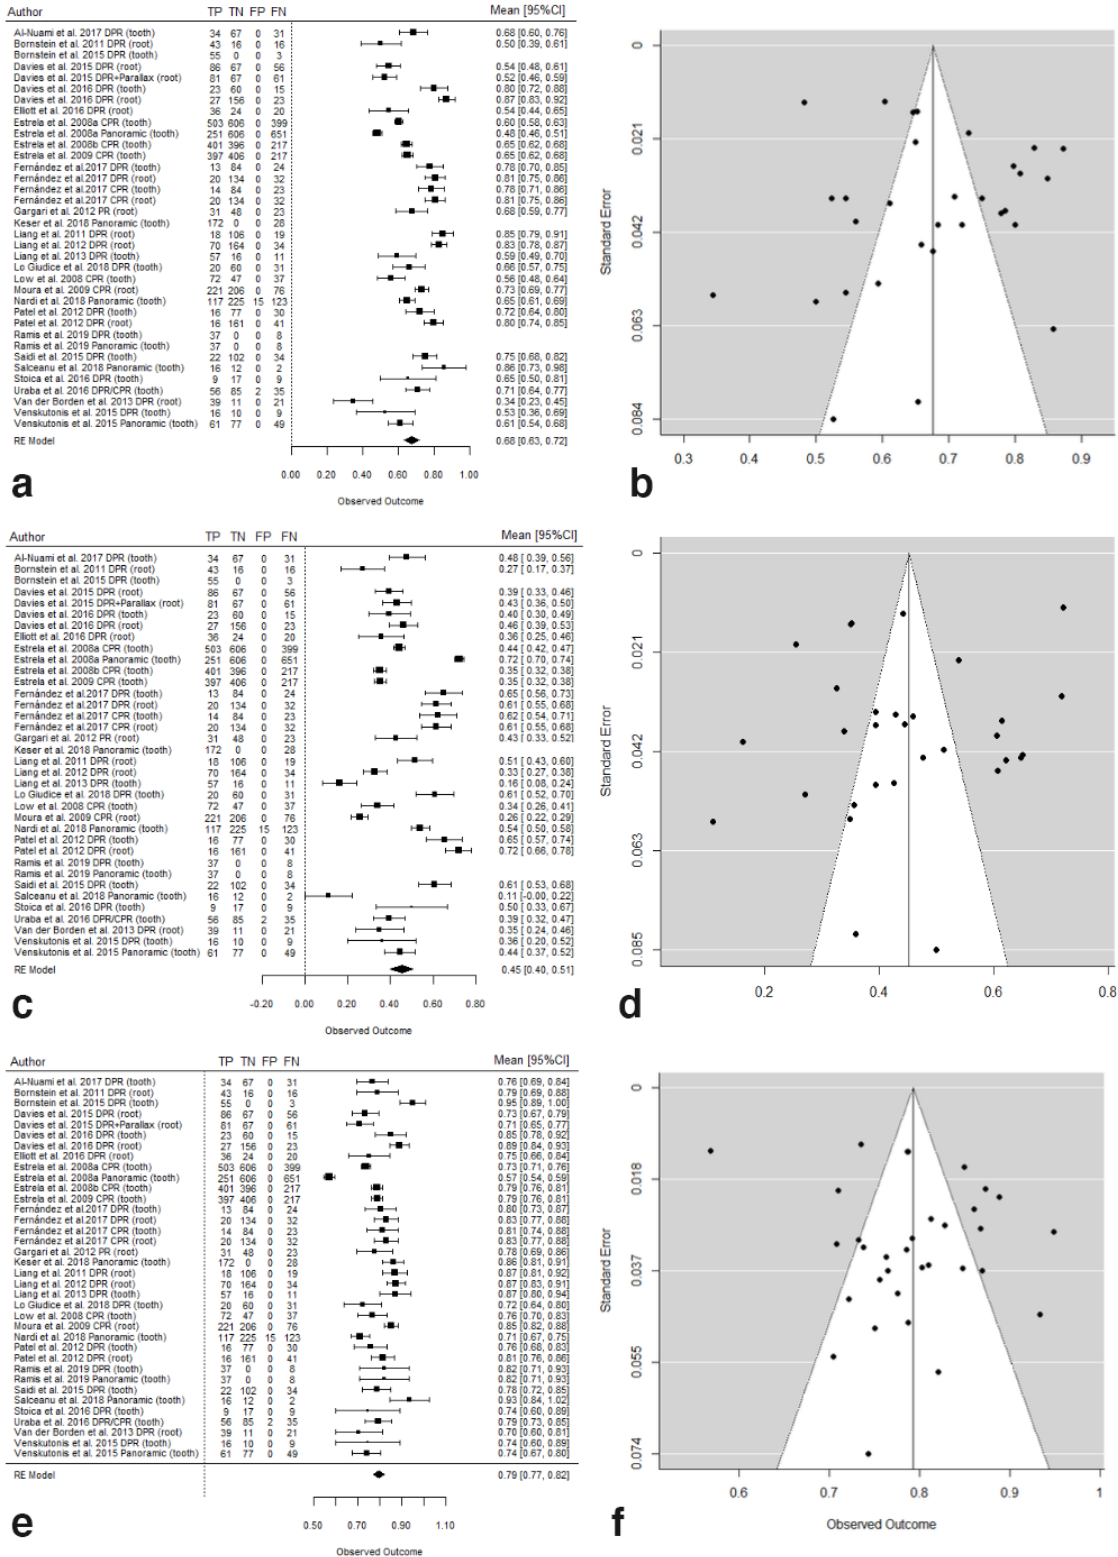 Author TP TN FP FN Mean [95%CI]
Al-Nuami et al. 2017 DPR (tooth) 34 67 0 31 0.68 [0.60, 0.76]
Bornstein et al. 2011 DPR (root) 43 16 0 16 0.50 [0.39, 0.61]
Bornstein et al. 2015 DPR (tooth) 55 0 0 3
Davies et al. 2015 DPR (root) 86 67 0 56 0.54 [0.48, 0.61]
Davies et al. 2015 DPR+Parallax (root) 81 67 0 61 0.52 [0.46, 0.59]
Davies et al. 2016 DPR (tooth) 23 60 0 15 0.80 [0.72, 0.88]
Davies et al. 2016 DPR (root) 27 156 0 23 0.87 [0.83, 0.92]
Elliott et al. 2016 DPR (root) 36 24 0 20 0.54 [0.44, 0.65]
Estrela et al. 2008a CPR (tooth) 503 606 0 399 0.60 [0.58, 0.63]
Estrela et al. 2008a Panoramic (tooth) 251 606 0 651 0.48 [0.46, 0.51]
Estrela et al. 2008b CPR (tooth) 401 396 0 217 0.65 [0.62, 0.68]
Estrela et al. 2009 CPR (tooth) 397 406 0 217 0.65 [0.62, 0.68]
Fernández et al.2017 DPR (tooth) 13 84 0 24 0.78 [0.70, 0.85]
Fernández et al.2017 DPR (root) 20 134 0 32 0.81 [0.75, 0.86]
Fernández et al.2017 CPR (tooth) 14 84 0 23 0.78 [0.71, 0.86]
Fernández et al.2017 CPR (root) 20 134 0 32 0.81 [0.75, 0.86]
Gargari et al. 2012 PR (root) 31 48 0 23 0.68 [0.59, 0.77]
Keser et al. 2018 Panoramic (tooth) 172 0 0 28
Liang et al. 2011 DPR (root) 18 106 0 19 0.85 [0.79, 0.91]
Liang et al. 2012 DPR (root) 70 164 0 34 0.83 [0.78, 0.87]
Liang et al. 2013 DPR (tooth) 57 16 0 11 0.59 [0.49, 0.70]
Lo Giudice et al. 2018 DPR (tooth) 20 60 0 31 0.66 [0.57, 0.75]
Low et al. 2008 CPR (tooth) 72 47 0 37 0.56 [0.48, 0.64]
Moura et al. 2009 CPR (root) 221 206 0 76 0.73 [0.69, 0.77]
Nardi et al. 2018 Panoramic (tooth) 117 225 15 123 0.65 [0.61, 0.69]
Patel et al. 2012 DPR (tooth) 16 77 0 30 0.72 [0.64, 0.80]
Patel et al. 2012 DPR (root) 16 161 0 41 0.80 [0.74, 0.85]
Ramis et al. 2019 DPR (tooth) 37 0 0 8
Ramis et al. 2019 Panoramic (tooth) 37 0 0 8
Saidi et al. 2015 DPR (tooth) 22 102 0 34 0.75 [0.68, 0.82]
Salceanu et al. 2018 Panoramic (tooth) 16 12 0 2 0.86 [0.73, 0.98]
Stoica et al. 2016 DPR (tooth) 9 17 0 9 0.65 [0.50, 0.81]
Uraba et al. 2016 DPR/CPR (tooth) 56 85 2 35 0.71 [0.64, 0.77]
Van der Borden et al. 2013 DPR (root) 39 11 0 21 0.34 [0.23, 0.45]
Venskutonis et al. 2015 DPR (tooth) 16 10 0 9 0.53 [0.36, 0.69]
Venskutonis et al. 2015 Panoramic (tooth) 61 77 0 49 0.61 [0.54, 0.68]
RE Model 0.68 [0.63, 0.72]
0.00 0.20 0.40 0.60 0.80 1.00
Observed Outcome
a
Standard Error
0
0.021
0.042
0.063
0.084
0.3 0.4 0.5 0.6 0.7 0.8 0.9
b
Author TP TN FP FN Mean [95%CI]
Al-Nuami et al. 2017 DPR (tooth) 34 67 0 31 0.48 [ 0.39, 0.56]
Bornstein et al. 2011 DPR (root) 43 16 0 16 0.27 [ 0.17, 0.37]
Bornstein et al. 2015 DPR (tooth) 55 0 0 3
Davies et al. 2015 DPR (root) 86 67 0 56 0.39 [ 0.33, 0.46]
Davies et al. 2015 DPR+Parallax (root) 81 67 0 61 0.43 [ 0.36, 0.50]
Davies et al. 2016 DPR (tooth) 23 60 0 15 0.40 [ 0.30, 0.49]
Davies et al. 2016 DPR (root) 27 156 0 23 0.46 [ 0.39, 0.53]
Elliott et al. 2016 DPR (root) 36 24 0 20 0.36 [ 0.25, 0.46]
Estrela et al. 2008a CPR (tooth) 503 606 0 399 0.44 [ 0.42, 0.47]
Estrela et al. 2008a Panoramic (tooth) 251 606 0 651 0.72 [ 0.70, 0.74]
Estrela et al. 2008b CPR (tooth) 401 396 0 217 0.35 [ 0.32, 0.38]
Estrela et al. 2009 CPR (tooth) 397 406 0 217 0.35 [ 0.32, 0.38]
Fernández et al.2017 DPR (tooth) 13 84 0 24 0.65 [ 0.56, 0.73]
Fernández et al.2017 DPR (root) 20 134 0 32 0.61 [ 0.55, 0.68]
Fernández et al.2017 CPR (tooth) 14 84 0 23 0.62 [ 0.54, 0.71]
Fernández et al.2017 CPR (root) 20 134 0 32 0.61 [ 0.55, 0.68]
Gargari et al. 2012 PR (root) 31 48 0 23 0.43 [ 0.33, 0.52]
Keser et al. 2018 Panoramic (tooth) 172 0 0 28
Liang et al. 2011 DPR (root) 18 106 0 19 0.51 [ 0.43, 0.60]
Liang et al. 2012 DPR (root) 70 164 0 34 0.33 [ 0.27, 0.38]
Liang et al. 2013 DPR (tooth) 57 16 0 11 0.16 [ 0.08, 0.24]
Lo Giudice et al. 2018 DPR (tooth) 20 60 0 31 0.61 [ 0.52, 0.70]
Low et al. 2008 CPR (tooth) 72 47 0 37 0.34 [ 0.26, 0.41]
Moura et al. 2009 CPR (root) 221 206 0 76 0.26 [ 0.22, 0.29]
Nardi et al. 2018 Panoramic (tooth) 117 225 15 123 0.54 [ 0.50, 0.58]
Patel et al. 2012 DPR (tooth) 16 77 0 30 0.65 [ 0.57, 0.74]
Patel et al. 2012 DPR (root) 16 161 0 41 0.72 [ 0.66, 0.78]
Ramis et al. 2019 DPR (tooth) 37 0 0 8
Ramis et al. 2019 Panoramic (tooth) 37 0 0 8
Saidi et al. 2015 DPR (tooth) 22 102 0 34 0.61 [ 0.53, 0.68]
Salceanu et al. 2018 Panoramic (tooth) 16 12 0 2 0.11 [-0.00, 0.22]
Stoica et al. 2016 DPR (tooth) 9 17 0 9 0.50 [ 0.33, 0.67]
Uraba et al. 2016 DPR/CPR (tooth) 56 85 2 35 0.39 [ 0.32, 0.47]
Van der Borden et al. 2013 DPR (root) 39 11 0 21 0.35 [ 0.24, 0.46]
Venskutonis et al. 2015 DPR (tooth) 16 10 0 9 0.36 [ 0.20, 0.52]
Venskutonis et al. 2015 Panoramic (tooth) 61 77 0 49 0.44 [ 0.37, 0.52]
RE Model 0.45 [ 0.40, 0.51]
-0.20 0.00 0.20 0.40 0.60 0.80
Observed Outcome
c
Standard Error
0
0.021
0.042
0.063
0.085
0.2 0.4 0.6 0.8
d
Author TP TN FP FN Mean [95%CI]
Al-Nuami et al. 2017 DPR (tooth) 34 67 0 31 0.76 [0.69, 0.84]
Bornstein et al. 2011 DPR (root) 43 16 0 16 0.79 [0.69, 0.88]
Bornstein et al. 2015 DPR (tooth) 55 0 0 3 0.95 [0.89, 1.00]
Davies et al. 2015 DPR (root) 86 67 0 56 0.73 [0.67, 0.79]
Davies et al. 2015 DPR+Parallax (root) 81 67 0 61 0.71 [0.65, 0.77]
Davies et al. 2016 DPR (tooth) 23 60 0 15 0.85 [0.78, 0.92]
Davies et al. 2016 DPR (root) 27 156 0 23 0.89 [0.84, 0.93]
Elliott et al. 2016 DPR (root) 36 24 0 20 0.75 [0.66, 0.84]
Estrela et al. 2008a CPR (tooth) 503 606 0 399 0.73 [0.71, 0.76]
Estrela et al. 2008a Panoramic (tooth) 251 606 0 651 0.57 [0.54, 0.59]
Estrela et al. 2008b CPR (tooth) 401 396 0 217 0.79 [0.76, 0.81]
Estrela et al. 2009 CPR (tooth) 397 406 0 217 0.79 [0.76, 0.81]
Fernández et al.2017 DPR (tooth) 13 84 0 24 0.80 [0.73, 0.87]
Fernández et al.2017 DPR (root) 20 134 0 32 0.83 [0.77, 0.88]
Fernández et al.2017 CPR (tooth) 14 84 0 23 0.81 [0.74, 0.88]
Fernández et al.2017 CPR (root) 20 134 0 32 0.83 [0.77, 0.88]
Gargari et al. 2012 PR (root) 31 48 0 23 0.78 [0.69, 0.86]
Keser et al. 2018 Panoramic (tooth) 172 0 0 28 0.86 [0.81, 0.91]
Liang et al. 2011 DPR (root) 18 106 0 19 0.87 [0.81, 0.92]
Liang et al. 2012 DPR (root) 70 164 0 34 0.87 [0.83, 0.91]
Liang et al. 2013 DPR (tooth) 57 16 0 11 0.87 [0.80, 0.94]
Lo Giudice et al. 2018 DPR (tooth) 20 60 0 31 0.72 [0.64, 0.80]
Low et al. 2008 CPR (tooth) 72 47 0 37 0.76 [0.70, 0.83]
Moura et al. 2009 CPR (root) 221 206 0 76 0.85 [0.82, 0.88]
Nardi et al. 2018 Panoramic (tooth) 117 225 15 123 0.71 [0.67, 0.75]
Patel et al. 2012 DPR (tooth) 16 77 0 30 0.76 [0.68, 0.83]
Patel et al. 2012 DPR (root) 16 161 0 41 0.81 [0.76, 0.86]
Ramis et al. 2019 DPR (tooth) 37 0 0 8 0.82 [0.71, 0.93]
Ramis et al. 2019 Panoramic (tooth) 37 0 0 8 0.82 [0.71, 0.93]
Saidi et al. 2015 DPR (tooth) 22 102 0 34 0.78 [0.72, 0.85]
Salceanu et al. 2018 Panoramic (tooth) 16 12 0 2 0.93 [0.84, 1.02]
Stoica et al. 2016 DPR (tooth) 9 17 0 9 0.74 [0.60, 0.89]
Uraba et al. 2016 DPR/CPR (tooth) 56 85 2 35 0.79 [0.73, 0.85]
Van der Borden et al. 2013 DPR (root) 39 11 0 21 0.70 [0.60, 0.81]
Venskutonis et al. 2015 DPR (tooth) 16 10 0 9 0.74 [0.60, 0.89]
Venskutonis et al. 2015 Panoramic (tooth) 61 77 0 49 0.74 [0.67, 0.80]
RE Model 0.79 [0.77, 0.82]
0.50 0.70 0.90 1.10
Observed Outcome
e
Standard Error
0
0.018
0.037
0.055
0.074
0.6 0.7 0.8 0.9 1
Observed Outcome
f